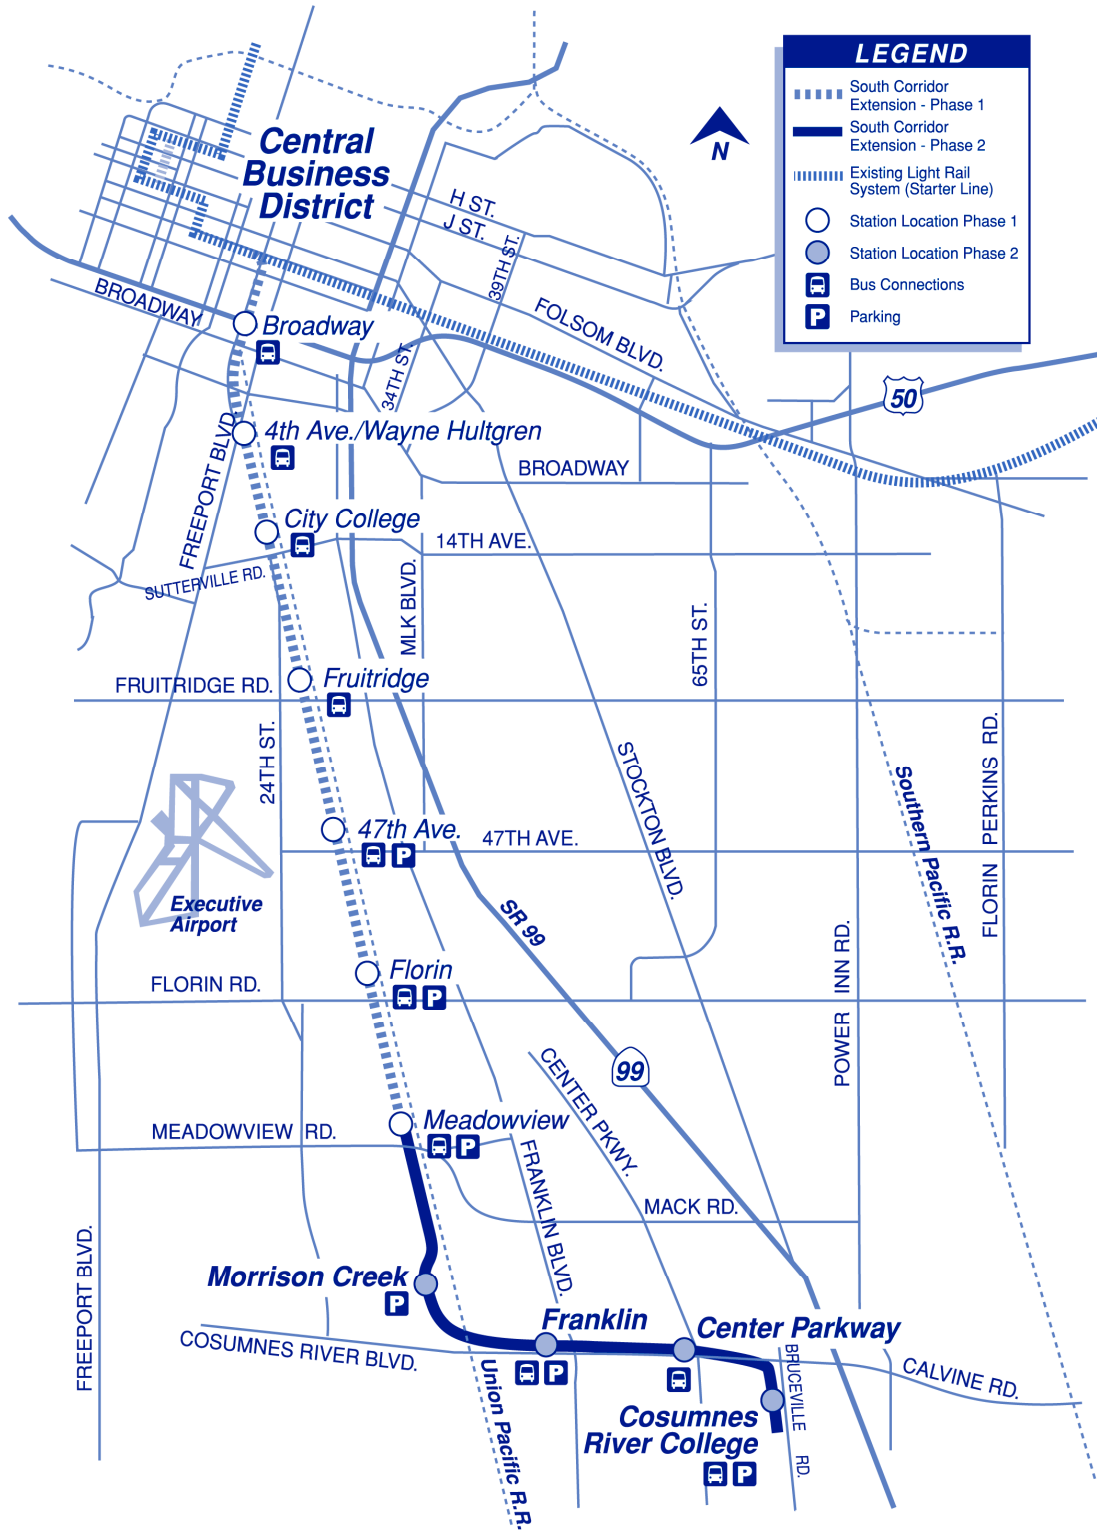 LEGEND
South Corridor
Extension - Phase 1
South Corridor
Extension - Phase 2
Existing Light Rail
System (Starter Line)
Station Location Phase 1
Station Location Phase 2
Bus Connections
P Parking
N
Central
Business
District
H ST.
J ST.
39TH ST.
BROADWAY
Broadway
FOLSOM BLVD.
34TH ST.
50
FREEPORT BLVD.
4th Ave./Wayne Hultgren
BROADWAY
City College
14TH AVE.
SUTTERVILLE RD.
MLK BLVD.
65TH ST.
FRUITRIDGE RD.
Fruitridge
24TH ST.
STOCKTON BLVD.
Southern Pacific R.R.
FLORIN PERKINS RD.
47th Ave.
P
47TH AVE.
Executive
Airport
SR 99
POWER INN RD.
FLORIN RD.
Florin
P
99
CENTER PKWY.
Meadowview
P
MEADOWVIEW RD.
FRANKLIN BLVD.
MACK RD.
FREEPORT BLVD.
Morrison Creek
P
Franklin
P
Center Parkway
COSUMNES RIVER BLVD.
Union Pacific R.R.
BRUCEVILLE RD.
CALVINE RD.
Cosumnes
River College
P